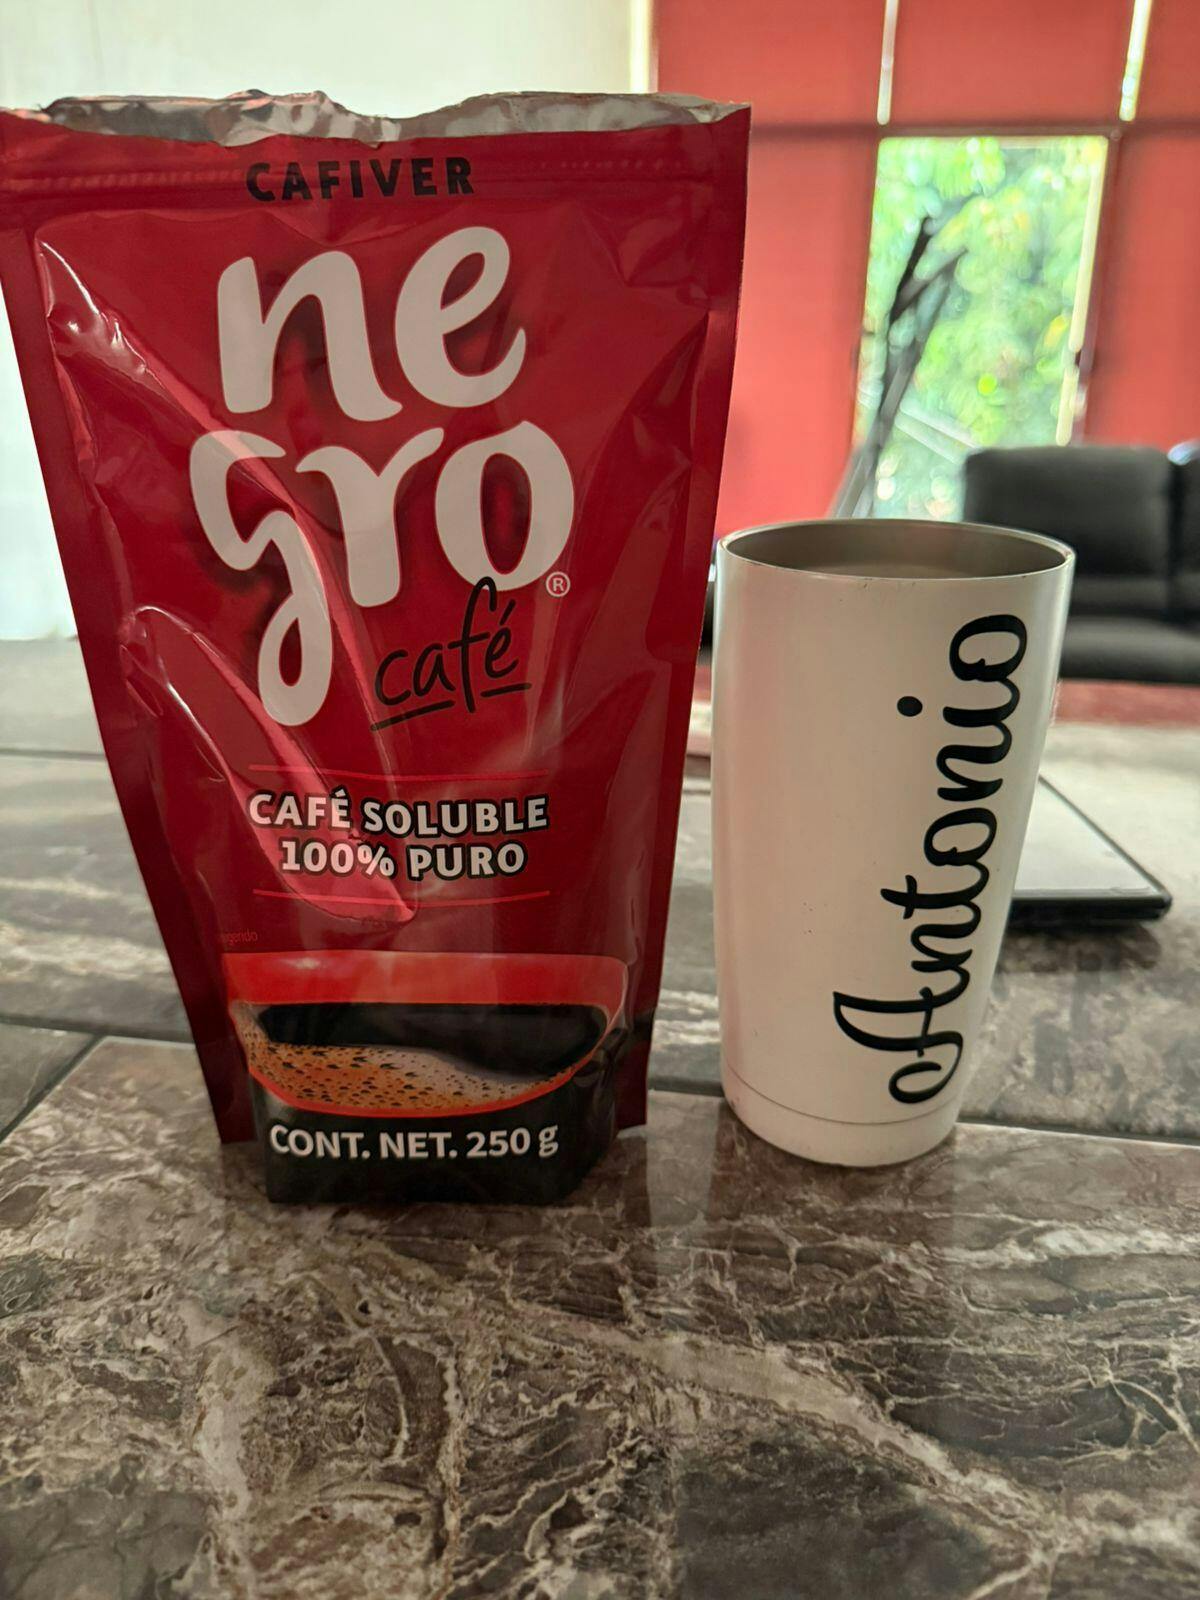 CAFIVER
ne
gro®
café
CAFÉ SOLUBLE
100% PURO
CONT. NET. 250 g
Antonio